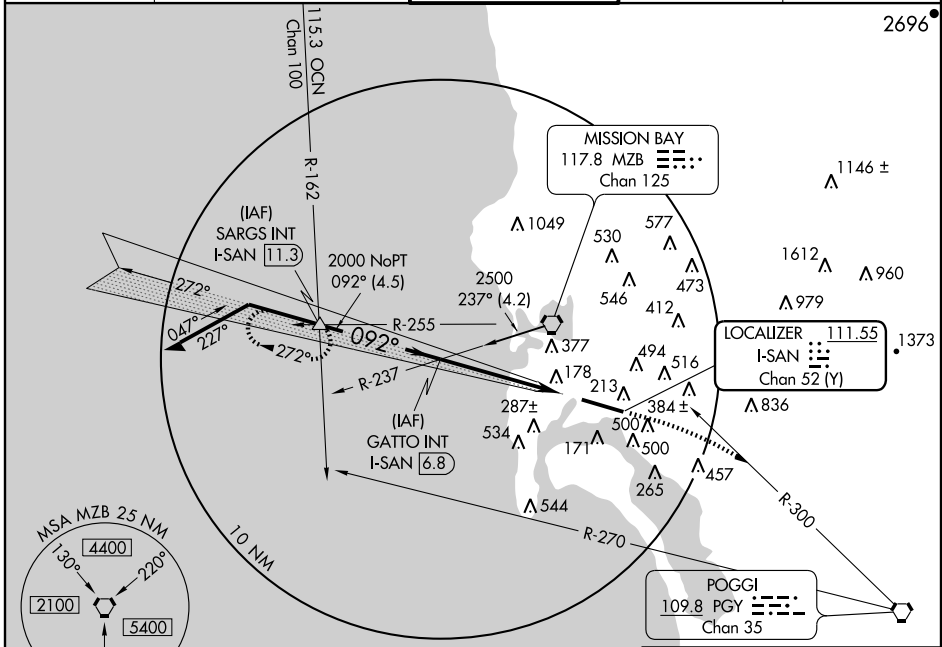 2696
115.3 OCN
Chan 100
R-162
MISSION BAY
117.8 MZB
Chan 125
1146 ±
(IAF)
SARGS INT
I-SAN 11.3
1049
530
577
1612
960
2000 NoPT
092° (4.5)
2500
237° (4.2)
546
473
979
412
272°
R-255
092°
LOCALIZER 111.55
I-SAN
Chan 52 (Y)
1373
047°
227°
272°
377
494
516
R-237
178
213
384 ±
836
(IAF)
GATTO INT
I-SAN 6.8
287±
534
500
171
500
457
265
R-300
544
R-270
10 NM
MSA MZB 25 NM
4400
130°
220°
2100
5400
POGGI
109.8 PGY
Chan 35